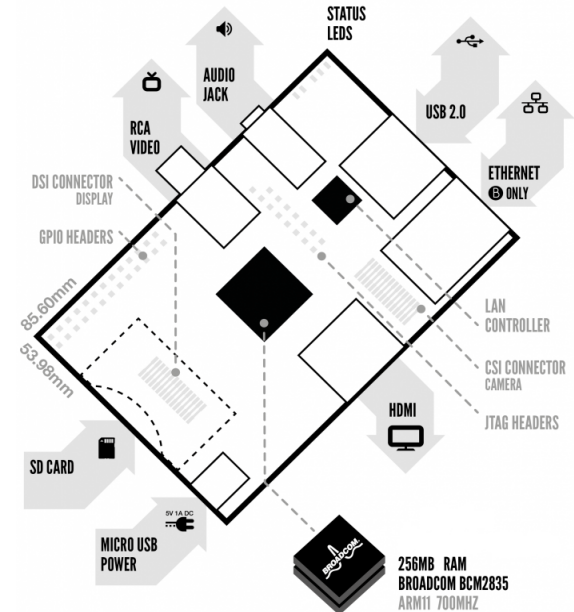 STATUS
LEDS
AUDIO
JACK
USB 2.0
RCA
VIDEO
ETHERNET
B ONLY
DSI CONNECTOR
DISPLAY
GPIO HEADERS
85.60mm
53.98mm
LAN
CONTROLLER
CSI CONNECTOR
CAMERA
JTAG HEADERS
HDMI
SD CARD
5V 1A DC
MICRO USB
POWER
BROADCOM
256MB RAM
BROADCOM BCM2835
ARM11 700MHZ